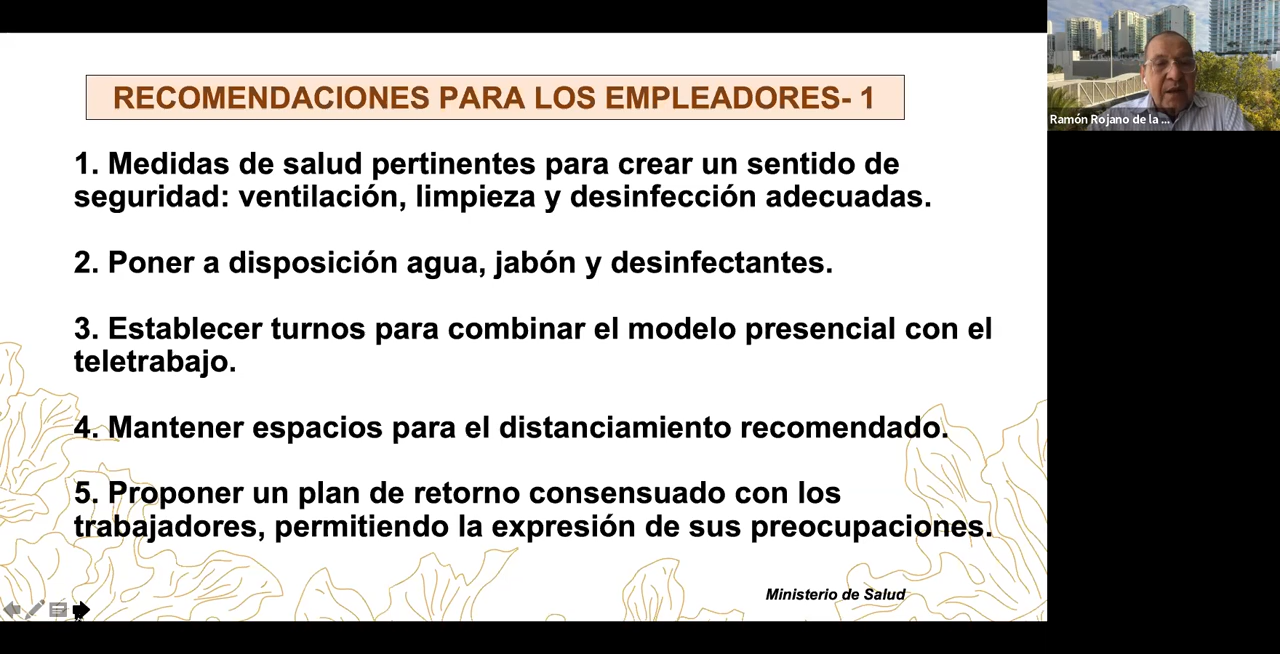 RECOMENDACIONES PARA LOS EMPLEADORES- 1
Ramón Rojano de la ...
1. Medidas de salud pertinentes para crear un sentido de
seguridad: ventilación, limpieza y desinfección adecuadas.
2. Poner a disposición agua, jabón y desinfectantes.
3. Establecer turnos para combinar el modelo presencial con el
teletrabajo.
4. Mantener espacios para el distanciamiento recomendado.
5. Proponer un plan de retorno consensuado con los
trabajadores, permitiendo la expresión de sus preocupaciones.
Ministerio de Salud